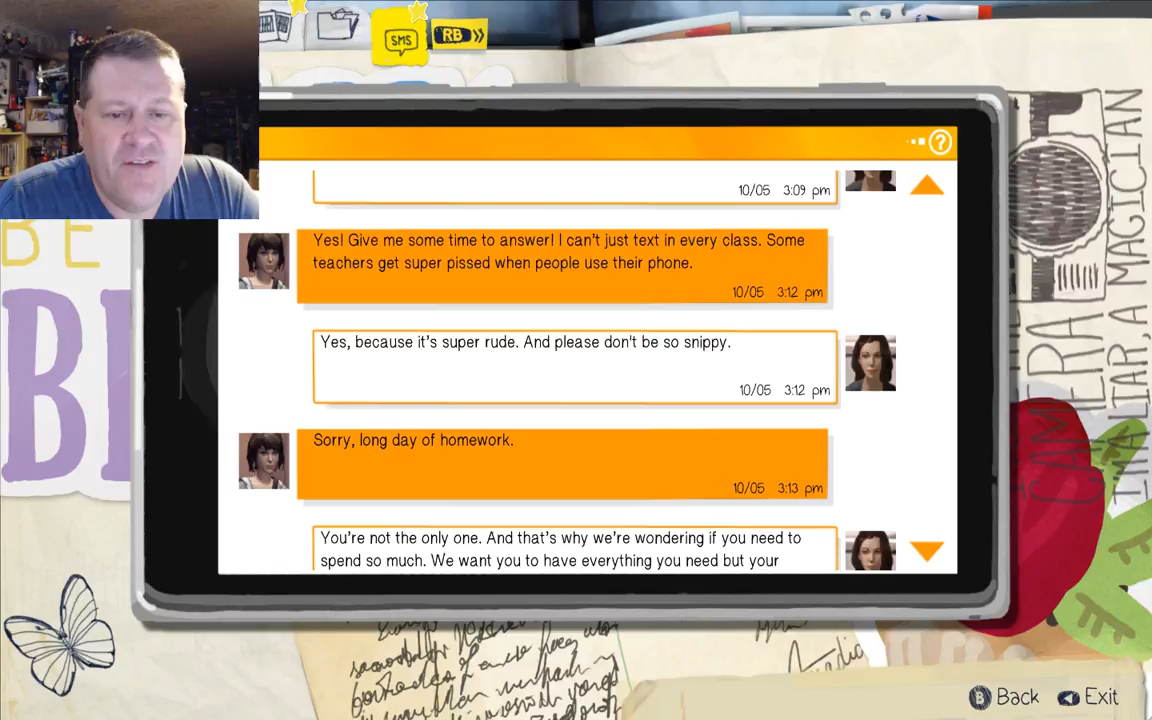 SMS
RB
?
10/05 3:09 pm
Yes! Give me some time to answer! I can't just text in every class. Some
teachers get super pissed when people use their phone.
10/05 3:12 pm
Yes, because it's super rude. And please don't be so snippy.
10/05 3:12 pm
Sorry, long day of homework.
10/05 3:13 pm
You're not the only one. And that's why we're wondering if you need to
spend so much. We want you to have everything you need but your
BE
CAMERA
A MAGICIAN
B Back
Exit